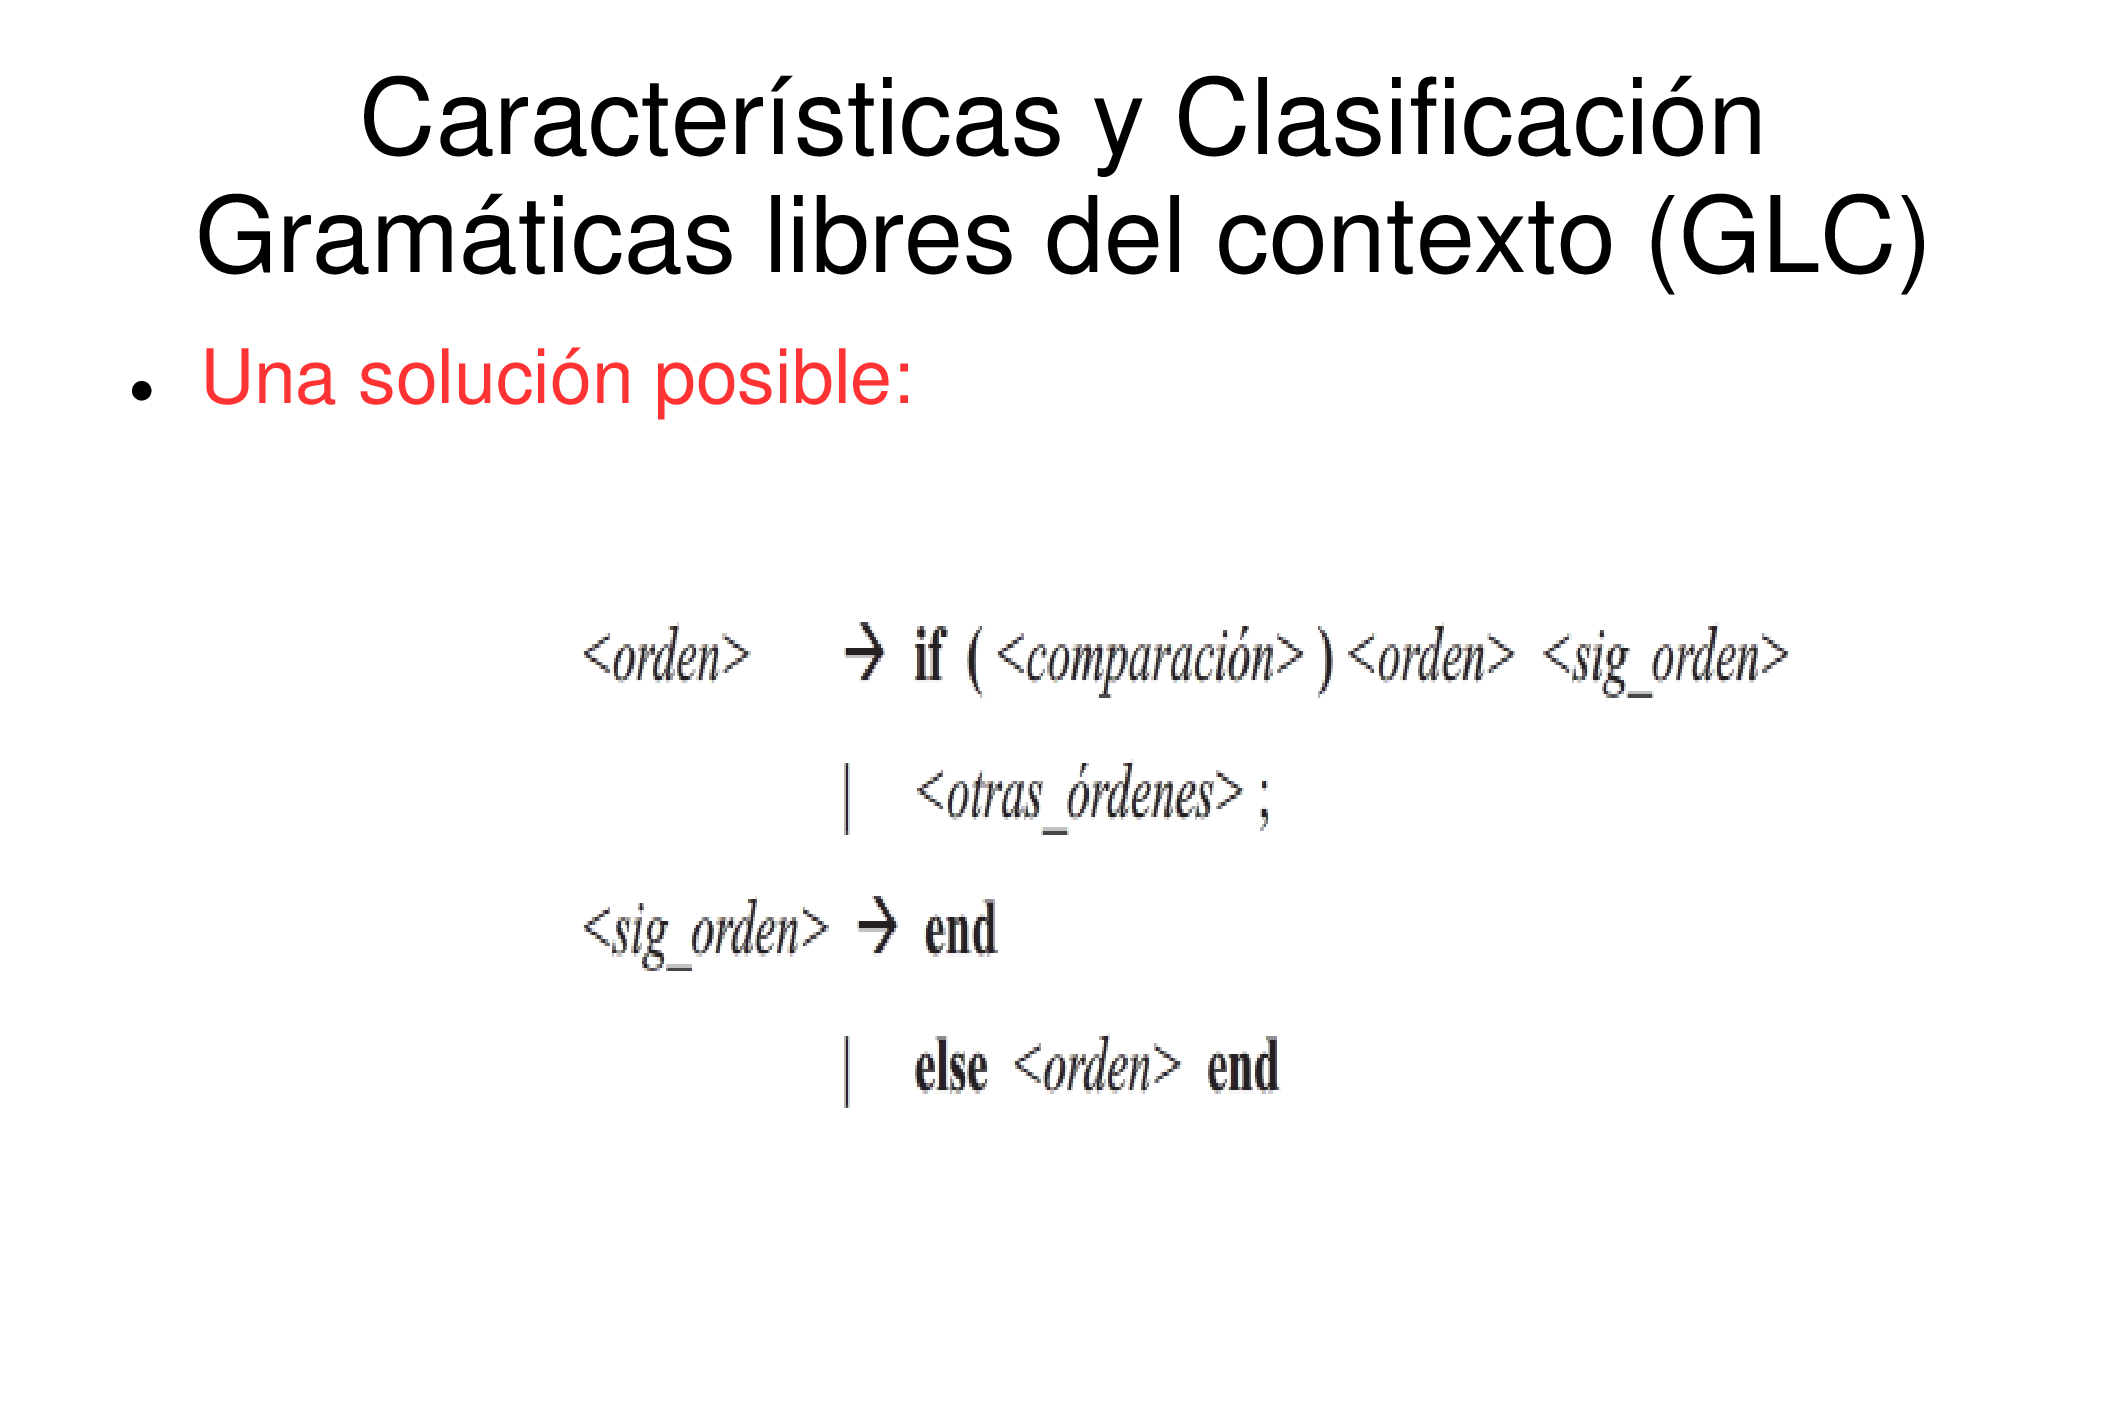 Características y Clasificación
Gramáticas libres del contexto (GLC)
• Una solución posible:
<orden> → if ( <comparación> ) <orden> <sig_orden>
| <otras_órdenes> ;
<sig_orden> → end
| else <orden> end